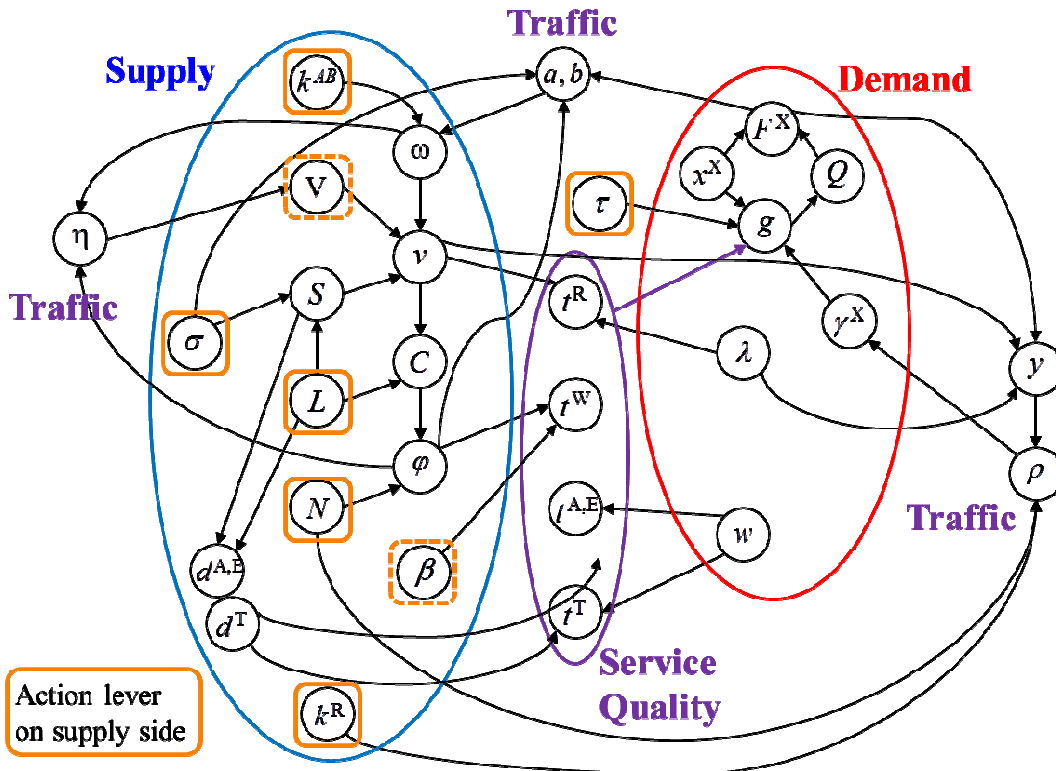 Traffic
Supply
Demand
k^AB
a, b
F^X
ω
V
x^X
Q
τ
g
η
v
Traffic
S
t^R
γ^X
σ
λ
C
y
L
t^W
φ
ρ
N
t^A,E
w
Traffic
d^A,E
β
d^T
t^T
Service
Quality
Action lever
on supply side
k^R